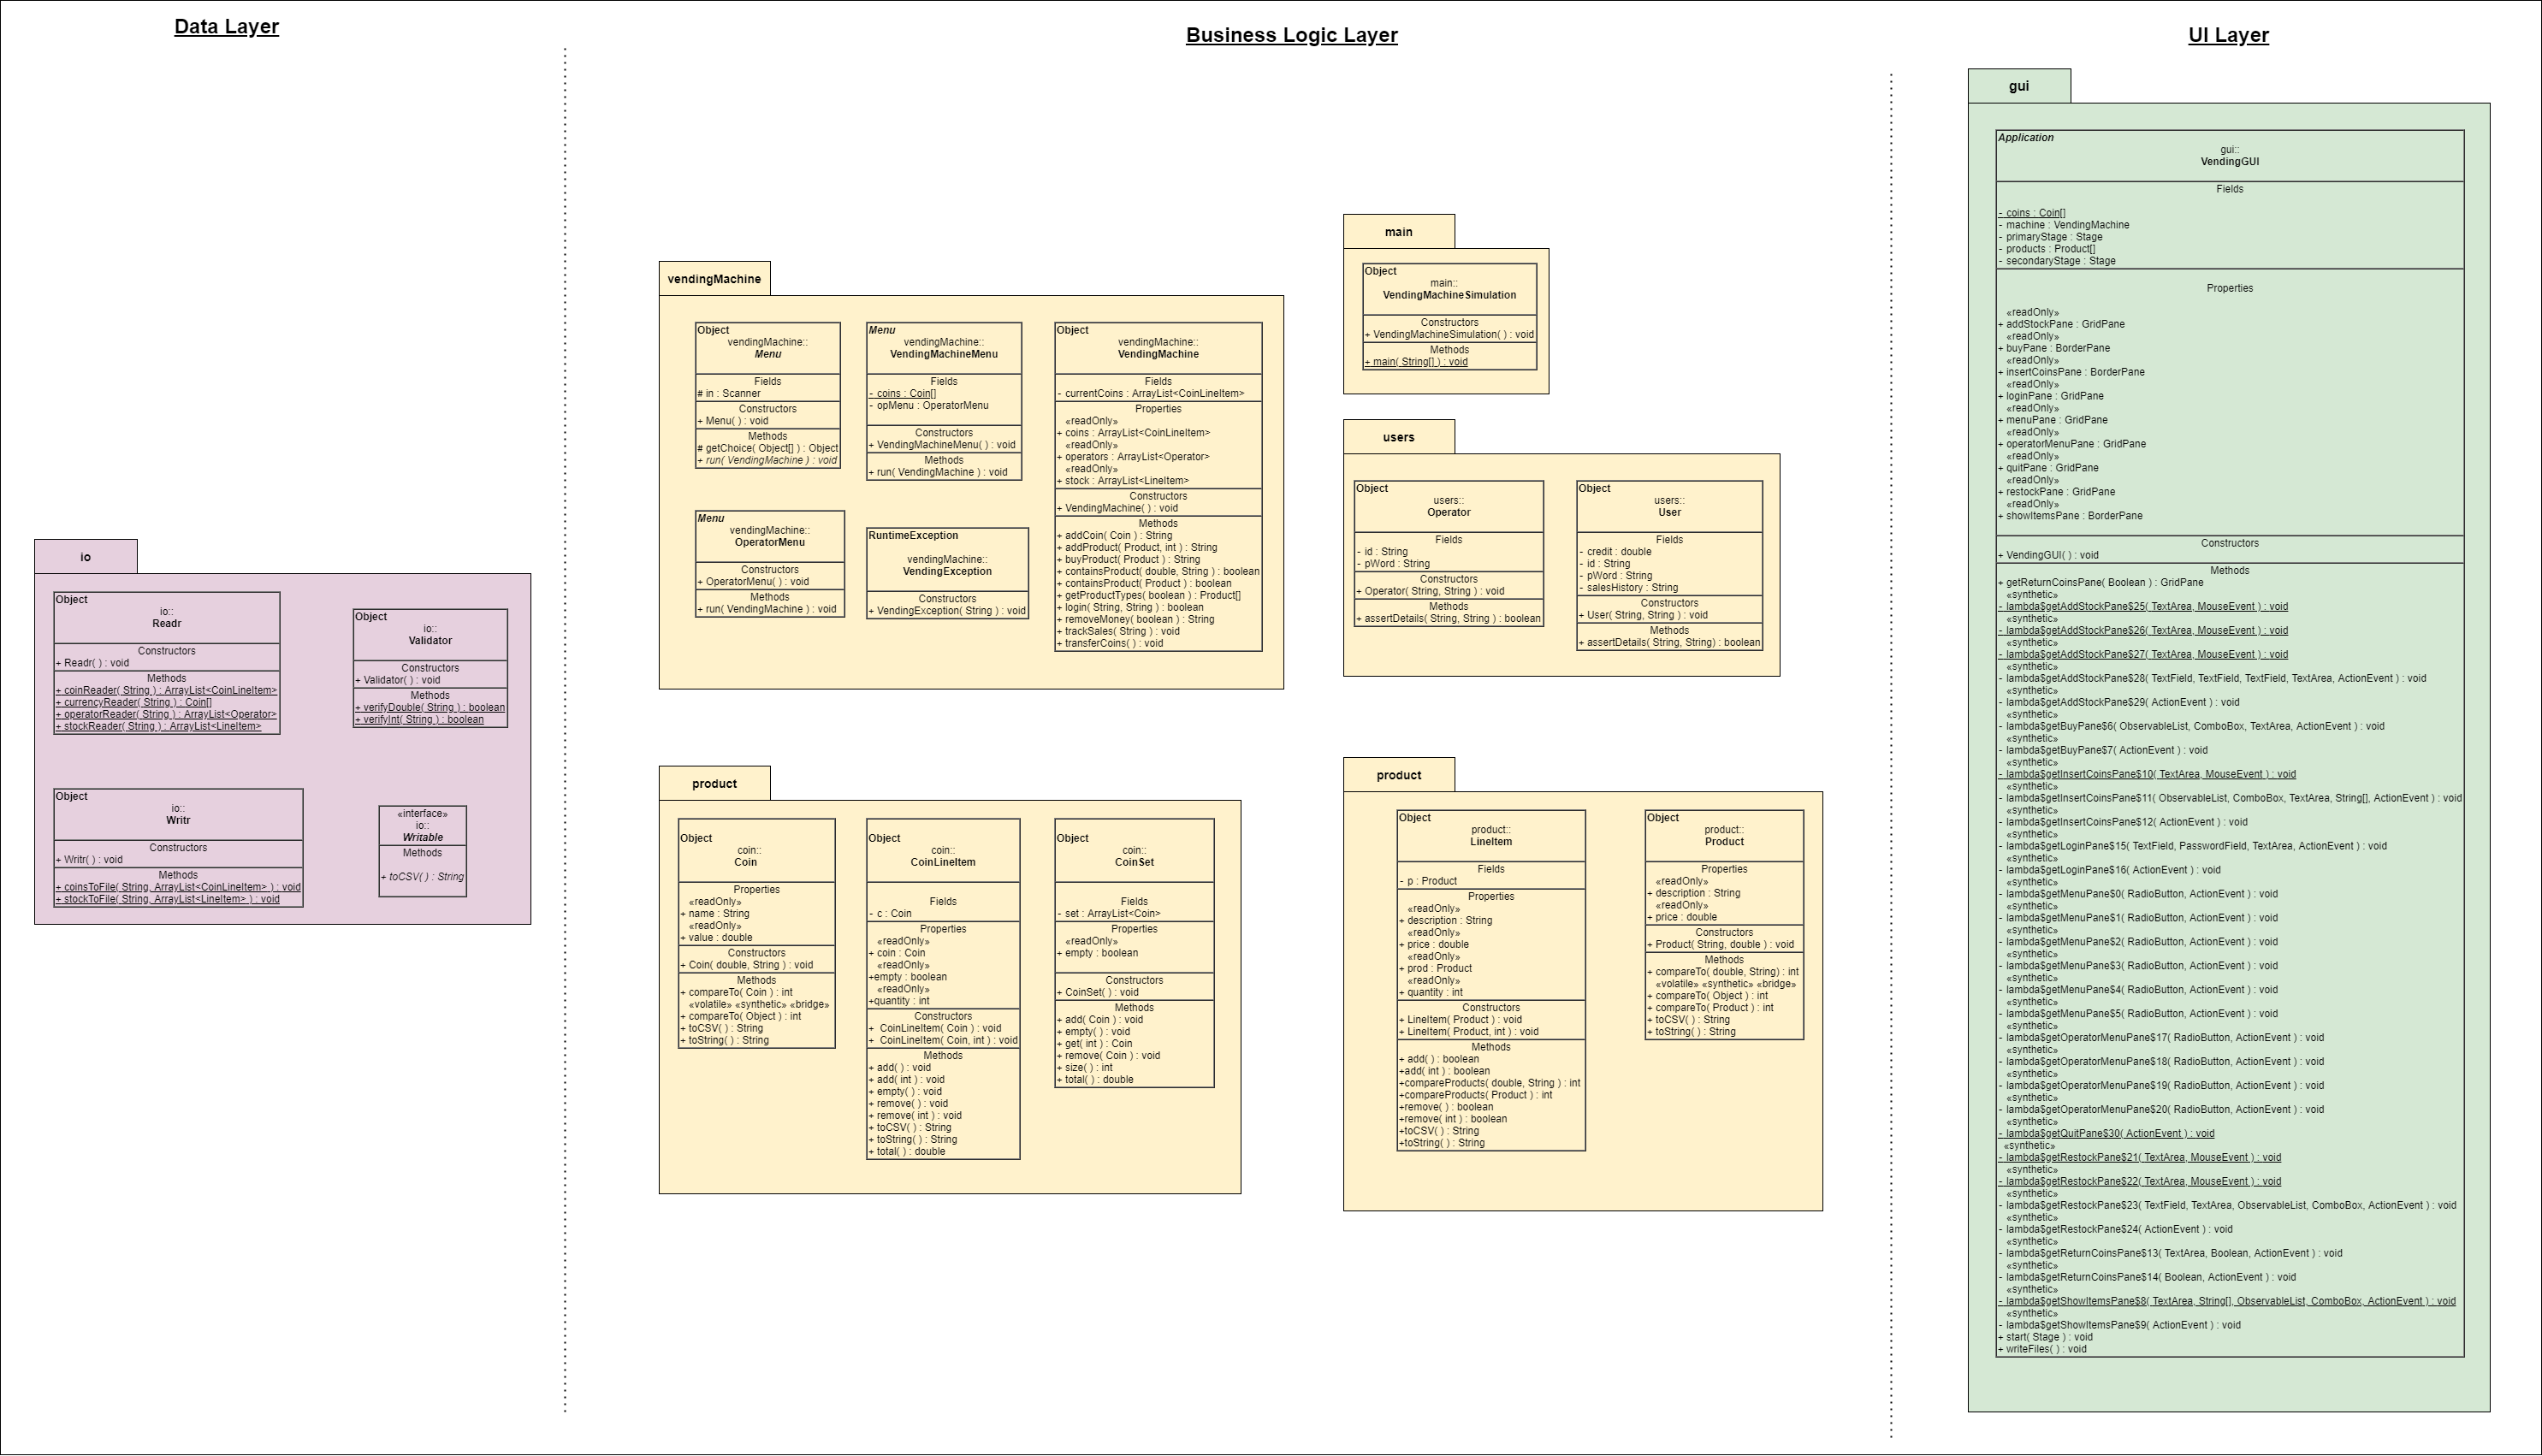 Data Layer
Business Logic Layer
UI Layer
io
Object
io::
Readr
Constructors
+ Readr( ) : void
Methods
+ coinReader( String ) : ArrayList<CoinLineItem>
+ currencyReader( String ) : Coin[]
+ operatorReader( String ) : ArrayList<Operator>
+ stockReader( String ) : ArrayList<LineItem>
Object
io::
Validator
Constructors
+ Validator( ) : void
Methods
+ verifyDouble( String ) : boolean
+ verifyInt( String ) : boolean
Object
io::
Writr
Constructors
+ Writr( ) : void
Methods
+ coinsToFile( String, ArrayList<CoinLineItem> ) : void
+ stockToFile( String, ArrayList<LineItem> ) : void
«interface»
io::
Writable
Methods
+ toCSV( ) : String
vendingMachine
Object
vendingMachine::
Menu
Fields
# in : Scanner
Constructors
+ Menu( ) : void
Methods
# getChoice( Object[] ) : Object
+ run( VendingMachine ) : void
Menu
vendingMachine::
VendingMachineMenu
Fields
- coins : Coin[]
- opMenu : OperatorMenu
Constructors
+ VendingMachineMenu( ) : void
Methods
+ run( VendingMachine ) : void
Object
vendingMachine::
VendingMachine
Fields
- currentCoins : ArrayList<CoinLineItem>
Properties
«readOnly»
+ coins : ArrayList<CoinLineItem>
«readOnly»
+ operators : ArrayList<Operator>
«readOnly»
+ stock : ArrayList<LineItem>
Constructors
+ VendingMachine( ) : void
Methods
+ addCoin( Coin ) : String
+ addProduct( Product, int ) : String
+ buyProduct( Product ) : String
+ containsProduct( double, String ) : boolean
+ containsProduct( Product ) : boolean
+ getProductTypes( boolean ) : Product[]
+ login( String, String ) : boolean
+ removeMoney( boolean ) : String
+ trackSales( String ) : void
+ transferCoins( ) : void
Menu
vendingMachine::
OperatorMenu
Constructors
+ OperatorMenu( ) : void
Methods
+ run( VendingMachine ) : void
RuntimeException
vendingMachine::
VendingException
Constructors
+ VendingException( String ) : void
main
Object
main::
VendingMachineSimulation
Constructors
+ VendingMachineSimulation( ) : void
Methods
+ main( String[] ) : void
users
Object
users::
Operator
Fields
- id : String
- pWord : String
Constructors
+ Operator( String, String ) : void
Methods
+ assertDetails( String, String ) : boolean
Object
users::
User
Fields
- credit : double
- id : String
- pWord : String
- salesHistory : String
Constructors
+ User( String, String ) : void
Methods
+ assertDetails( String, String) : boolean
product
Object
coin::
Coin
Properties
«readOnly»
+ name : String
«readOnly»
+ value : double
Constructors
+ Coin( double, String ) : void
Methods
+ compareTo( Coin ) : int
«volatile» «synthetic» «bridge»
+ compareTo( Object ) : int
+ toCSV( ) : String
+ toString( ) : String
Object
coin::
CoinLineItem
Fields
- c : Coin
Properties
«readOnly»
+ coin : Coin
«readOnly»
+empty : boolean
«readOnly»
+quantity : int
Constructors
+ CoinLineItem( Coin ) : void
+ CoinLineItem( Coin, int ) : void
Methods
+ add( ) : void
+ add( int ) : void
+ empty( ) : void
+ remove( ) : void
+ remove( int ) : void
+ toCSV( ) : String
+ toString( ) : String
+ total( ) : double
Object
coin::
CoinSet
Fields
- set : ArrayList<Coin>
Properties
«readOnly»
+ empty : boolean
Constructors
+ CoinSet( ) : void
Methods
+ add( Coin ) : void
+ empty( ) : void
+ get( int ) : Coin
+ remove( Coin ) : void
+ size( ) : int
+ total( ) : double
product
Object
product::
LineItem
Fields
- p : Product
Properties
«readOnly»
+ description : String
«readOnly»
+ price : double
«readOnly»
+ prod : Product
«readOnly»
+ quantity : int
Constructors
+ LineItem( Product ) : void
+ LineItem( Product, int ) : void
Methods
+ add( ) : boolean
+add( int ) : boolean
+compareProducts( double, String ) : int
+compareProducts( Product ) : int
+remove( ) : boolean
+remove( int ) : boolean
+toCSV( ) : String
+toString( ) : String
Object
product::
Product
Properties
«readOnly»
+ description : String
«readOnly»
+ price : double
Constructors
+ Product( String, double ) : void
Methods
+ compareTo( double, String) : int
«volatile» «synthetic» «bridge»
+ compareTo( Object ) : int
+ compareTo( Product ) : int
+ toCSV( ) : String
+ toString( ) : String
gui
Application
gui::
VendingGUI
Fields
- coins : Coin[]
- machine : VendingMachine
- primaryStage : Stage
- products : Product[]
- secondaryStage : Stage
Properties
«readOnly»
+ addStockPane : GridPane
«readOnly»
+ buyPane : BorderPane
«readOnly»
+ insertCoinsPane : BorderPane
«readOnly»
+ loginPane : GridPane
«readOnly»
+ menuPane : GridPane
«readOnly»
+ operatorMenuPane : GridPane
«readOnly»
+ quitPane : GridPane
«readOnly»
+ restockPane : GridPane
«readOnly»
+ showItemsPane : BorderPane
Constructors
+ VendingGUI( ) : void
Methods
+ getReturnCoinsPane( Boolean ) : GridPane
«synthetic»
- lambda$getAddStockPane$25( TextArea, MouseEvent ) : void
«synthetic»
- lambda$getAddStockPane$26( TextArea, MouseEvent ) : void
«synthetic»
- lambda$getAddStockPane$27( TextArea, MouseEvent ) : void
«synthetic»
- lambda$getAddStockPane$28( TextField, TextField, TextField, TextArea, ActionEvent ) : void
«synthetic»
- lambda$getAddStockPane$29( ActionEvent ) : void
«synthetic»
- lambda$getBuyPane$6( ObservableList, ComboBox, TextArea, ActionEvent ) : void
«synthetic»
- lambda$getBuyPane$7( ActionEvent ) : void
«synthetic»
- lambda$getInsertCoinsPane$10( TextArea, MouseEvent ) : void
«synthetic»
- lambda$getInsertCoinsPane$11( ObservableList, ComboBox, TextArea, String[], ActionEvent ) : void
«synthetic»
- lambda$getInsertCoinsPane$12( ActionEvent ) : void
«synthetic»
- lambda$getLoginPane$15( TextField, PasswordField, TextArea, ActionEvent ) : void
«synthetic»
- lambda$getLoginPane$16( ActionEvent ) : void
«synthetic»
- lambda$getMenuPane$0( RadioButton, ActionEvent ) : void
«synthetic»
- lambda$getMenuPane$1( RadioButton, ActionEvent ) : void
«synthetic»
- lambda$getMenuPane$2( RadioButton, ActionEvent ) : void
«synthetic»
- lambda$getMenuPane$3( RadioButton, ActionEvent ) : void
«synthetic»
- lambda$getMenuPane$4( RadioButton, ActionEvent ) : void
«synthetic»
- lambda$getMenuPane$5( RadioButton, ActionEvent ) : void
«synthetic»
- lambda$getOperatorMenuPane$17( RadioButton, ActionEvent ) : void
«synthetic»
- lambda$getOperatorMenuPane$18( RadioButton, ActionEvent ) : void
«synthetic»
- lambda$getOperatorMenuPane$19( RadioButton, ActionEvent ) : void
«synthetic»
- lambda$getOperatorMenuPane$20( RadioButton, ActionEvent ) : void
«synthetic»
- lambda$getQuitPane$30( ActionEvent ) : void
«synthetic»
- lambda$getRestockPane$21( TextArea, MouseEvent ) : void
«synthetic»
- lambda$getRestockPane$22( TextArea, MouseEvent ) : void
«synthetic»
- lambda$getRestockPane$23( TextField, TextArea, ObservableList, ComboBox, ActionEvent ) : void
«synthetic»
- lambda$getRestockPane$24( ActionEvent ) : void
«synthetic»
- lambda$getReturnCoinsPane$13( TextArea, Boolean, ActionEvent ) : void
«synthetic»
- lambda$getReturnCoinsPane$14( Boolean, ActionEvent ) : void
«synthetic»
- lambda$getShowItemsPane$8( TextArea, String[], ObservableList, ComboBox, ActionEvent ) : void
«synthetic»
- lambda$getShowItemsPane$9( ActionEvent ) : void
+ start( Stage ) : void
+ writeFiles( ) : void